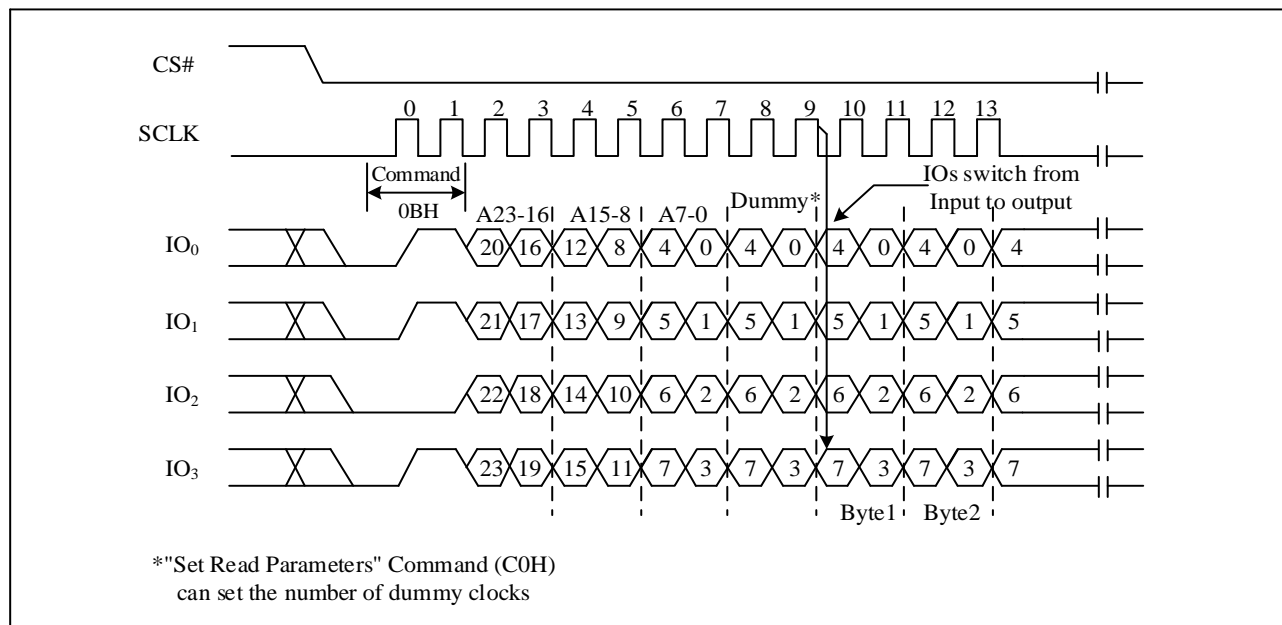 CS#
0 1 2 3 4 5 6 7 8 9 10 11 12 13
SCLK
Command
0BH
IOs switch from
Input to output
Dummy*
A23-16 A15-8 A7-0
IO0 20 16 12 8 4 0 4 0 4 0 4 0 4
IO1 21 17 13 9 5 1 5 1 5 1 5 1 5
IO2 22 18 14 10 6 2 6 2 6 2 6 2 6
IO3 23 19 15 11 7 3 7 3 7 3 7 3 7
Byte1 Byte2
*"Set Read Parameters" Command (C0H)
can set the number of dummy clocks